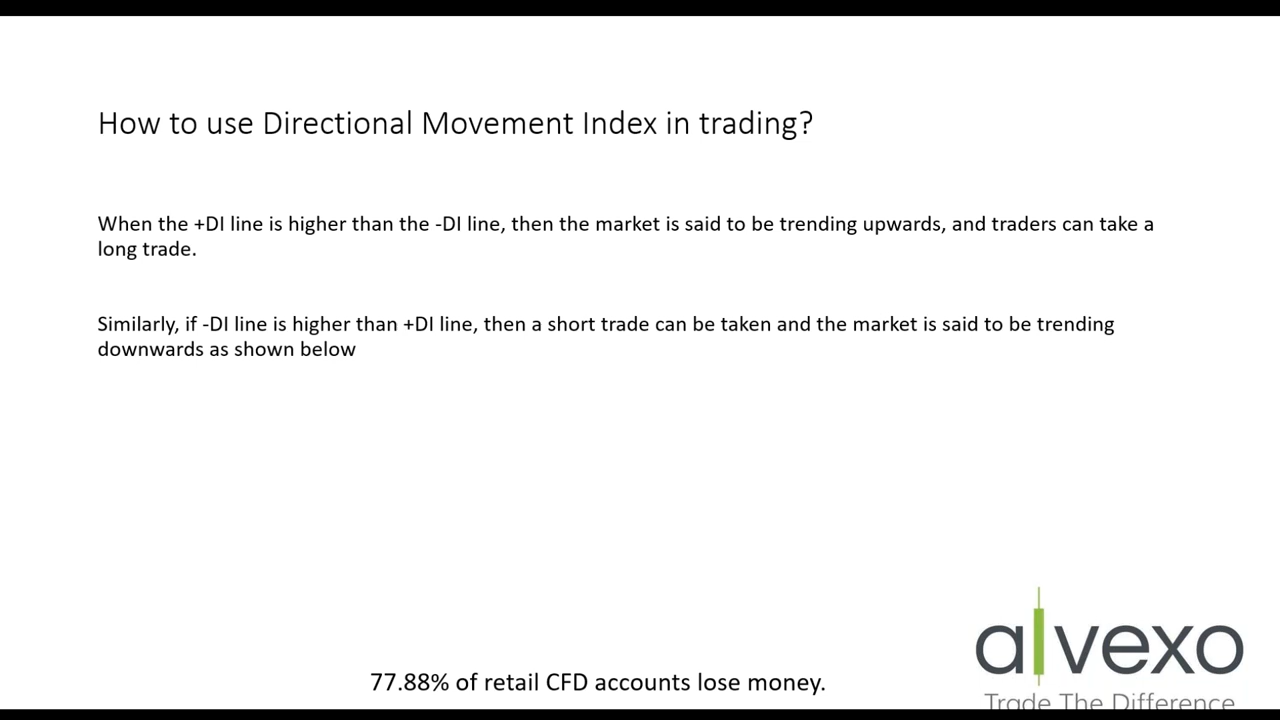 How to use Directional Movement Index in trading?
When the +DI line is higher than the -DI line, then the market is said to be trending upwards, and traders can take a
long trade.
Similarly, if -DI line is higher than +DI line, then a short trade can be taken and the market is said to be trending
downwards as shown below
alvexo
Trade The Difference
77.88% of retail CFD accounts lose money.